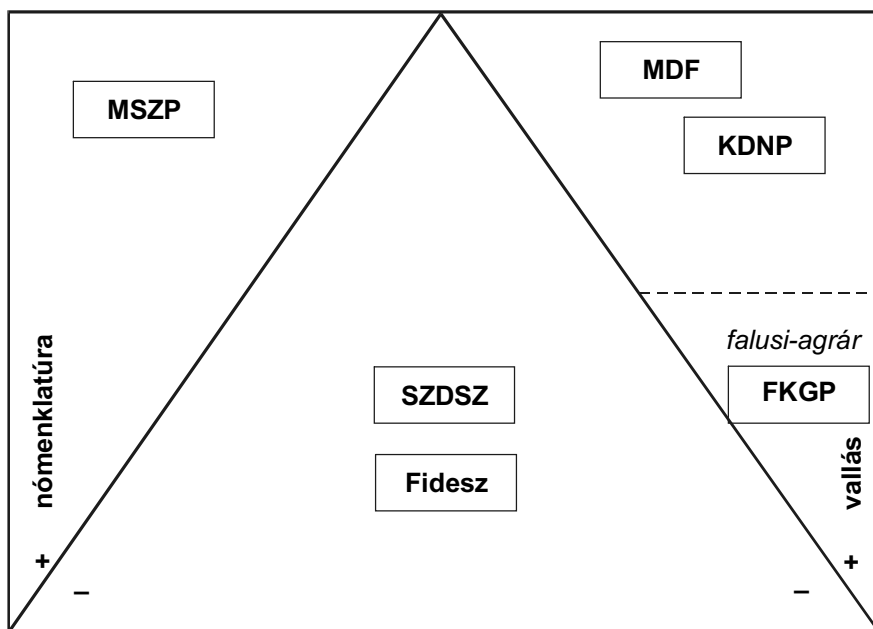 MDF
MSZP
KDNP
falusi-agrár
FKGP
SZDSZ
Fidesz
nómenklatúra
vallás
+
–
–
+